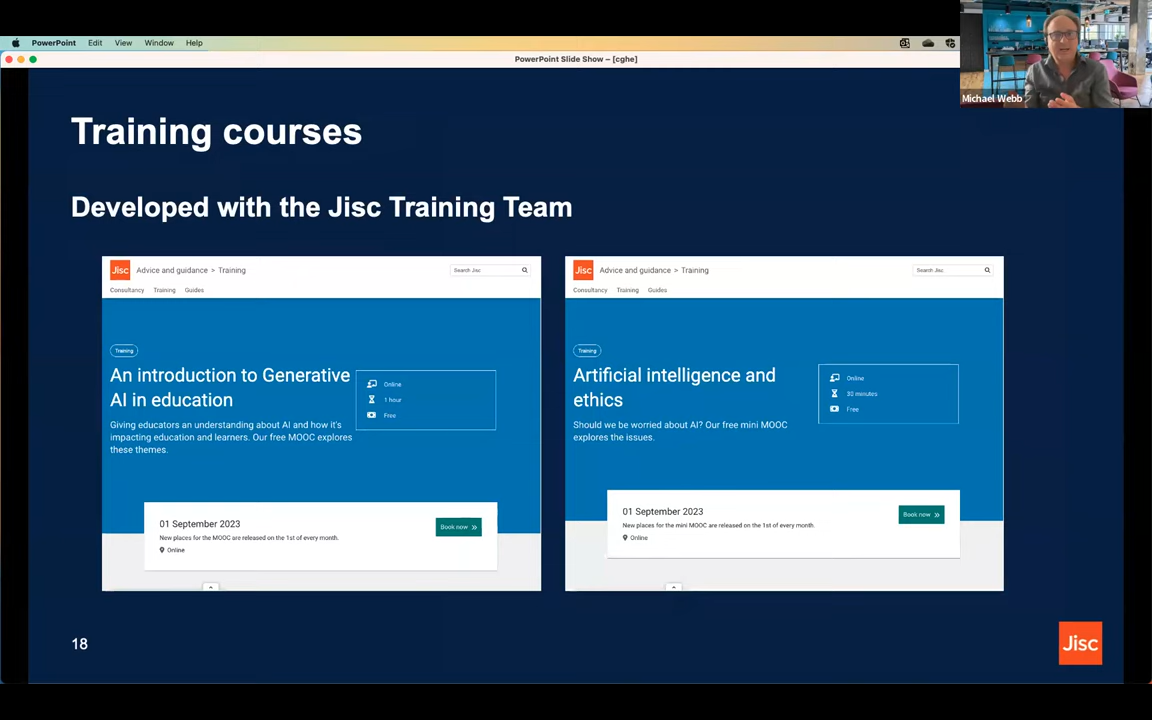 PowerPoint Edit View Window Help
PowerPoint Slide Show – [cghe]
Michael Webb
Training courses
Developed with the Jisc Training Team
Jisc Advice and guidance > Training Search Jisc
Consultancy Training Guides
Training
An introduction to Generative
AI in education
Online
1 hour
Free
Giving educators an understanding about AI and how it's
impacting education and learners. Our free MOOC explores
these themes.
01 September 2023
New places for the MOOC are released on the 1st of every month.
Online
Book now »
Jisc Advice and guidance > Training Search Jisc
Consultancy Training Guides
Training
Artificial intelligence and
ethics
Online
30 minutes
Free
Should we be worried about AI? Our free mini MOOC
explores the issues.
01 September 2023
New places for the mini MOOC are released on the 1st of every month.
Online
Book now »
18
Jisc